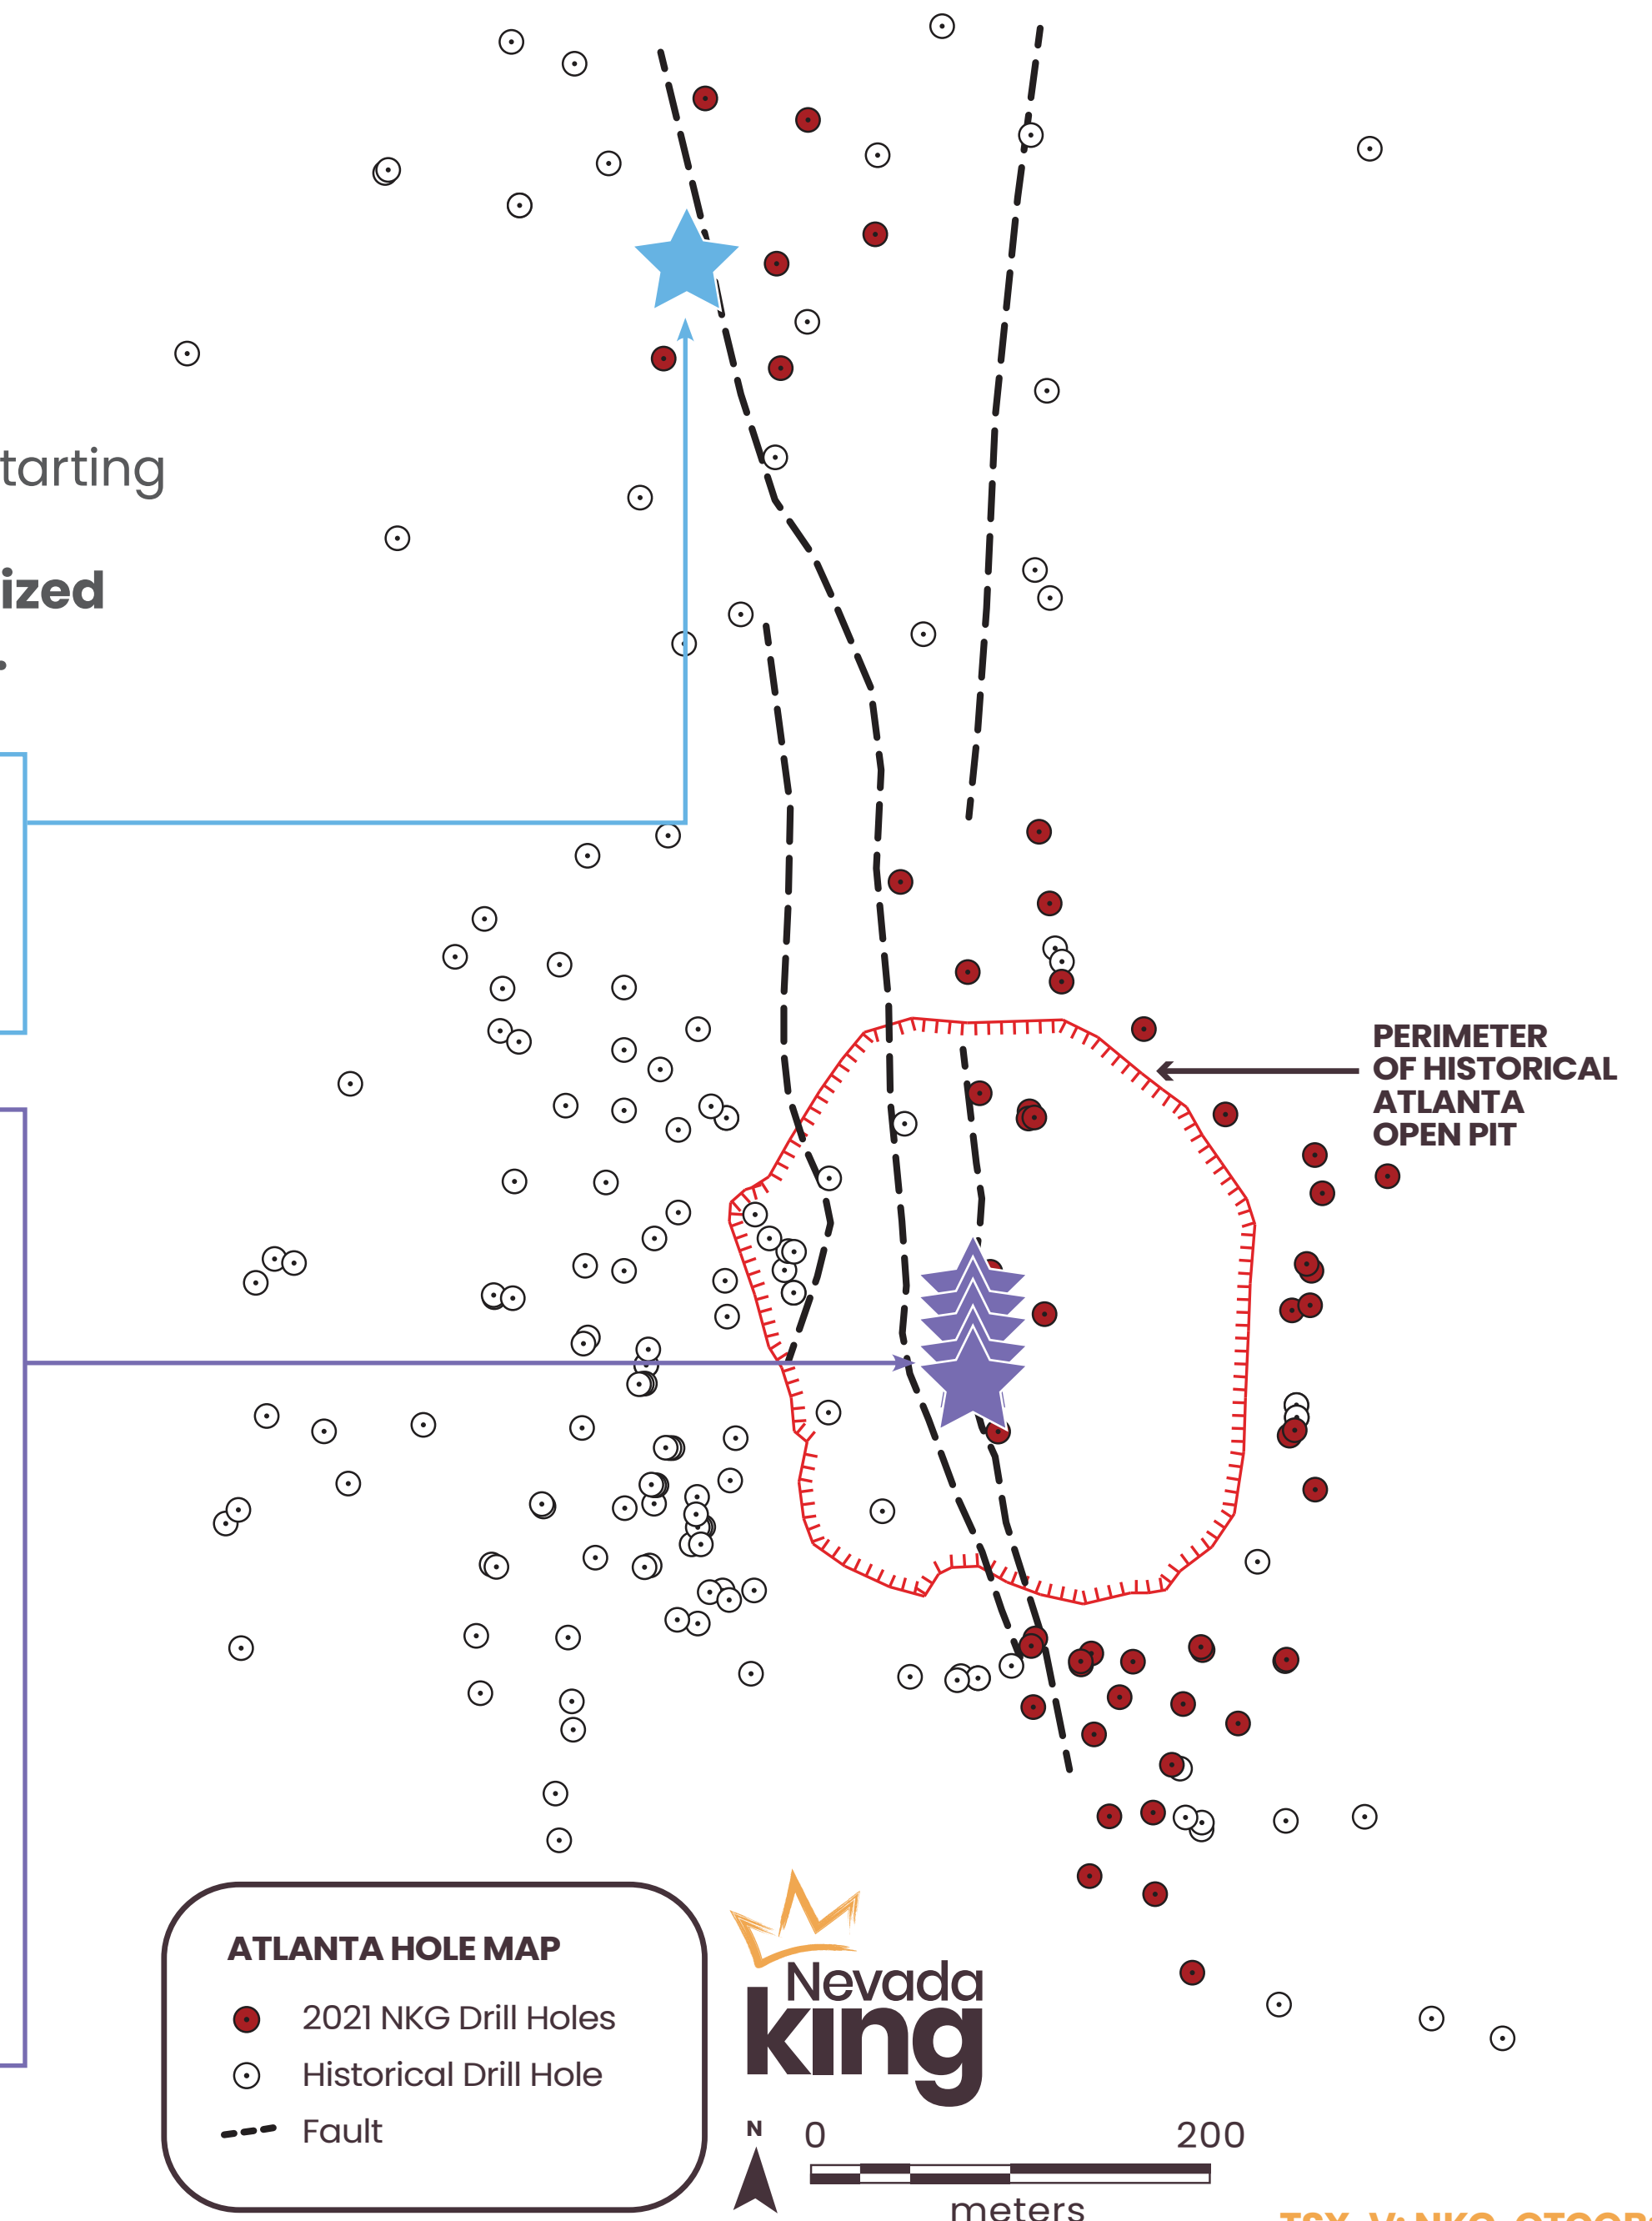 tarting
ized
.
PERIMETER
OF HISTORICAL
ATLANTA
OPEN PIT
ATLANTA HOLE MAP
2021 NKG Drill Holes
Historical Drill Hole
Fault
Nevada
king
N
0 200
meters